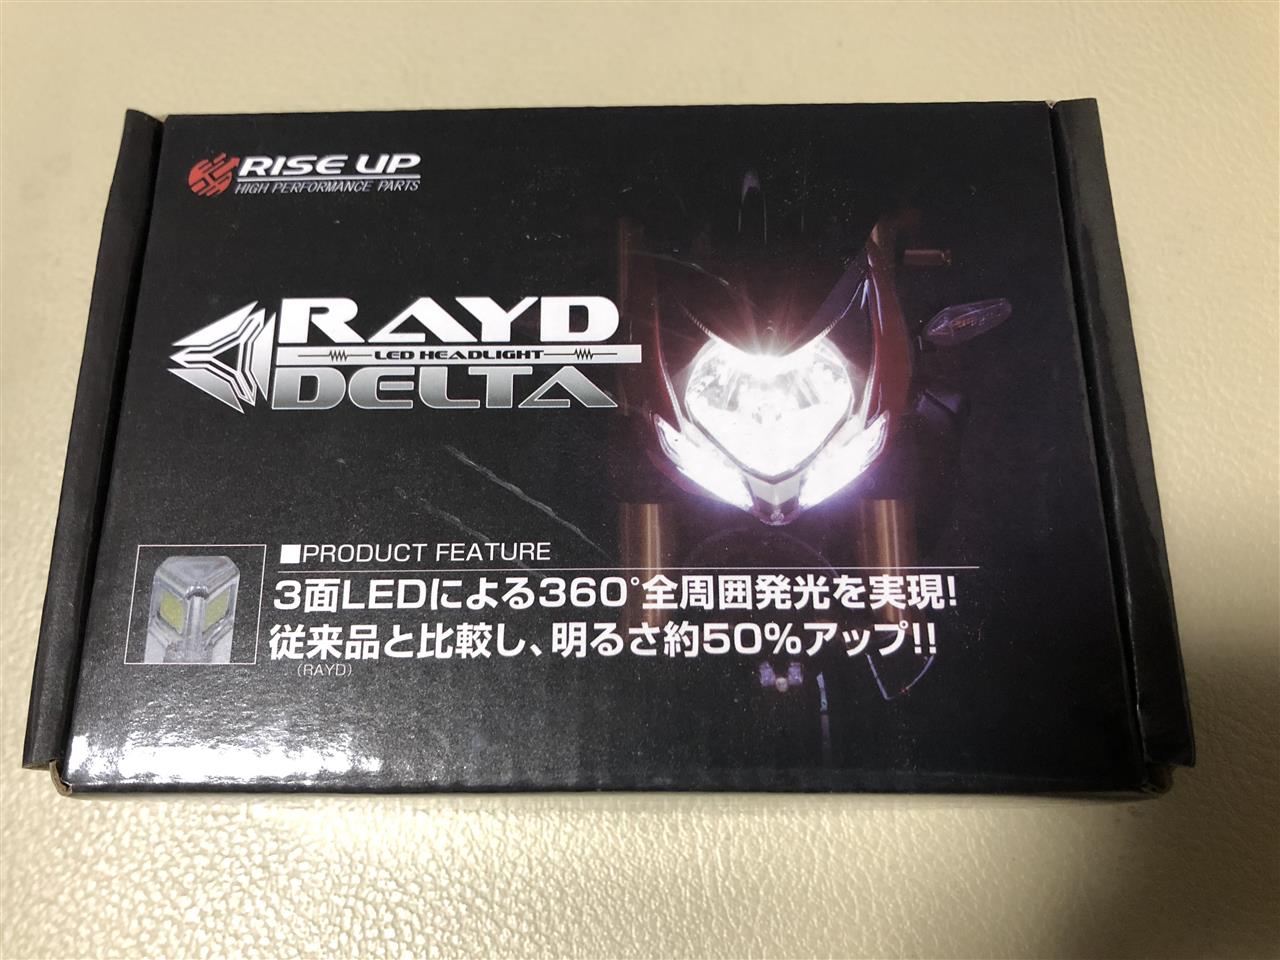 RISE UP
HIGH PERFORMANCE PARTS
RAYD
LED HEADLIGHT
DELTA
■PRODUCT FEATURE
3面LEDによる360°全周囲発光を実現!
従来品と比較し、明るさ約50%アップ!!
(RAYD)